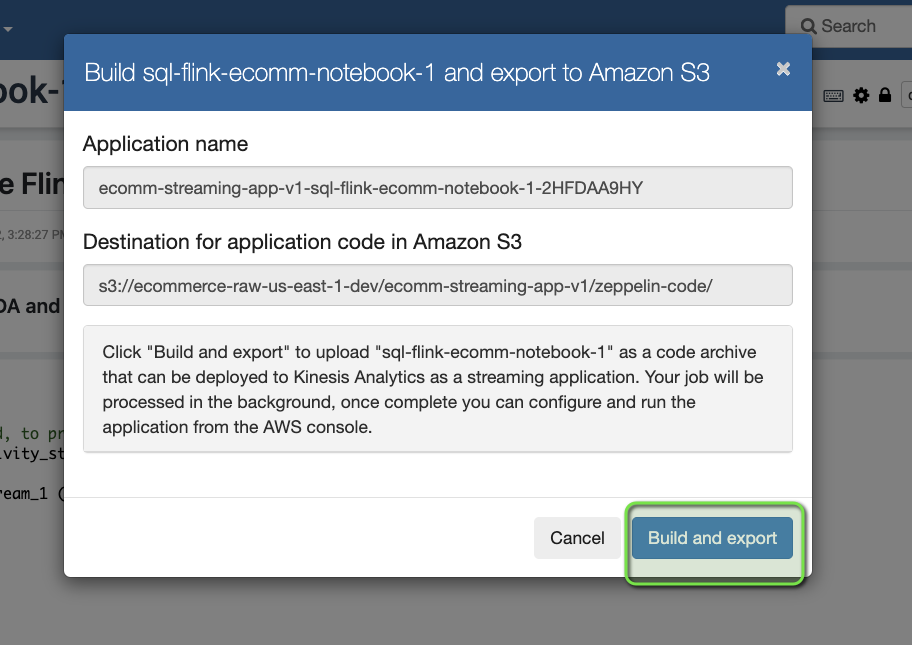 Search
Build sql-flink-ecomm-notebook-1 and export to Amazon S3
ook-
Application name
ecomm-streaming-app-v1-sql-flink-ecomm-notebook-1-2HFDAA9HY
e Flin
2, 3:28:27 PM
Destination for application code in Amazon S3
s3://ecommerce-raw-us-east-1-dev/ecomm-streaming-app-v1/zeppelin-code/
DA and
Click "Build and export" to upload "sql-flink-ecomm-notebook-1" as a code archive
that can be deployed to Kinesis Analytics as a streaming application. Your job will be
processed in the background, once complete you can configure and run the
application from the AWS console.
d, to pr
ivity_st
ream_1 (
Cancel
Build and export